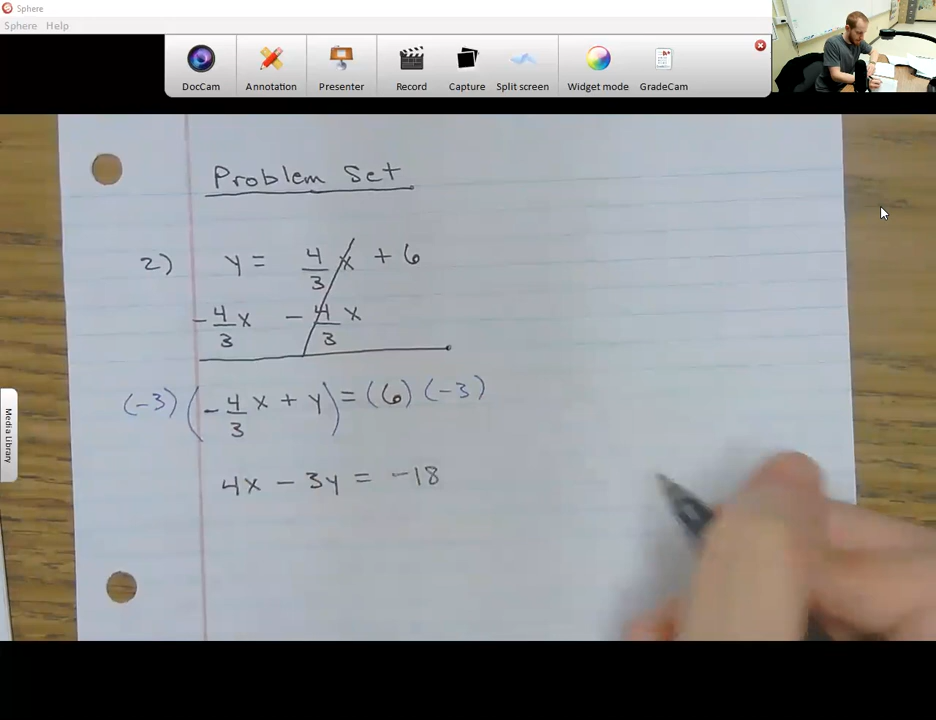 Sphere
Sphere Help
DocCam Annotation Presenter Record Capture Split screen Widget mode GradeCam
Media Library
Problem Set
2) y = 4/3 x + 6
- 4/3 x - 4/3 x
(-3) (- 4/3 x + y) = (6) (-3)
4x - 3y = -18